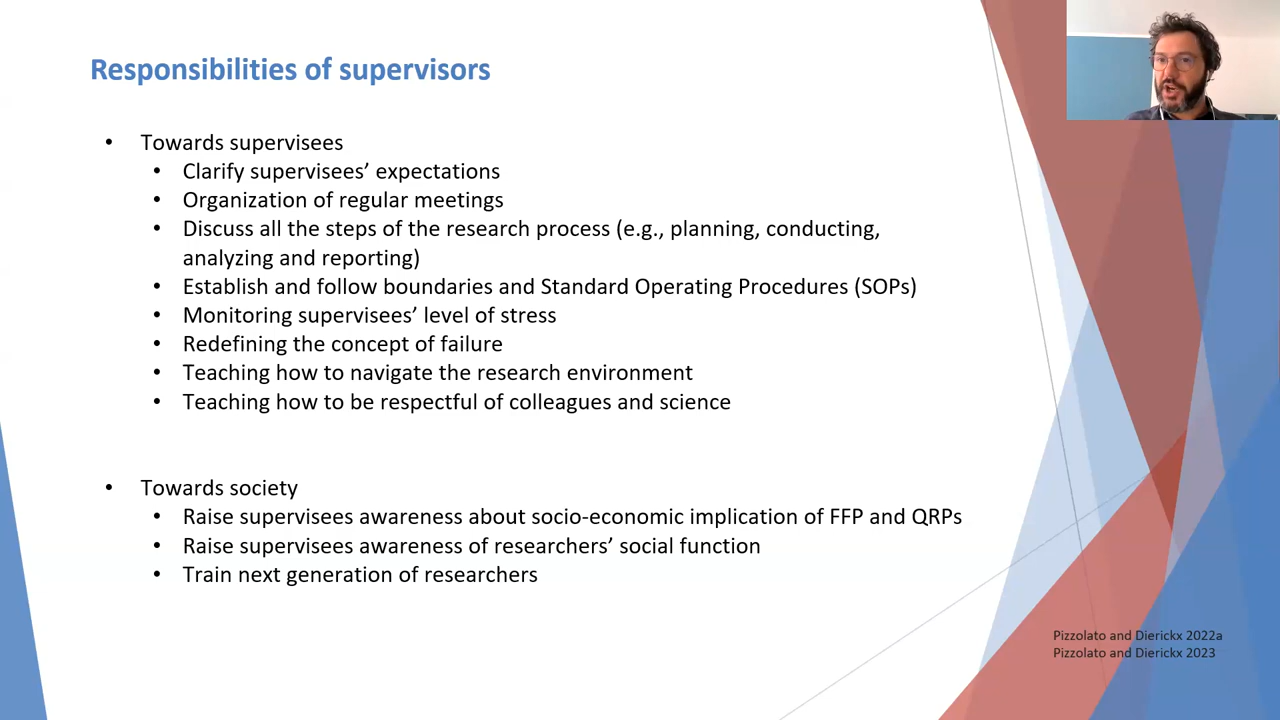 Responsibilities of supervisors
• Towards supervisees
• Clarify supervisees’ expectations
• Organization of regular meetings
• Discuss all the steps of the research process (e.g., planning, conducting,
analyzing and reporting)
• Establish and follow boundaries and Standard Operating Procedures (SOPs)
• Monitoring supervisees’ level of stress
• Redefining the concept of failure
• Teaching how to navigate the research environment
• Teaching how to be respectful of colleagues and science
• Towards society
• Raise supervisees awareness about socio-economic implication of FFP and QRPs
• Raise supervisees awareness of researchers’ social function
• Train next generation of researchers
Pizzolato and Dierickx 2022a
Pizzolato and Dierickx 2023